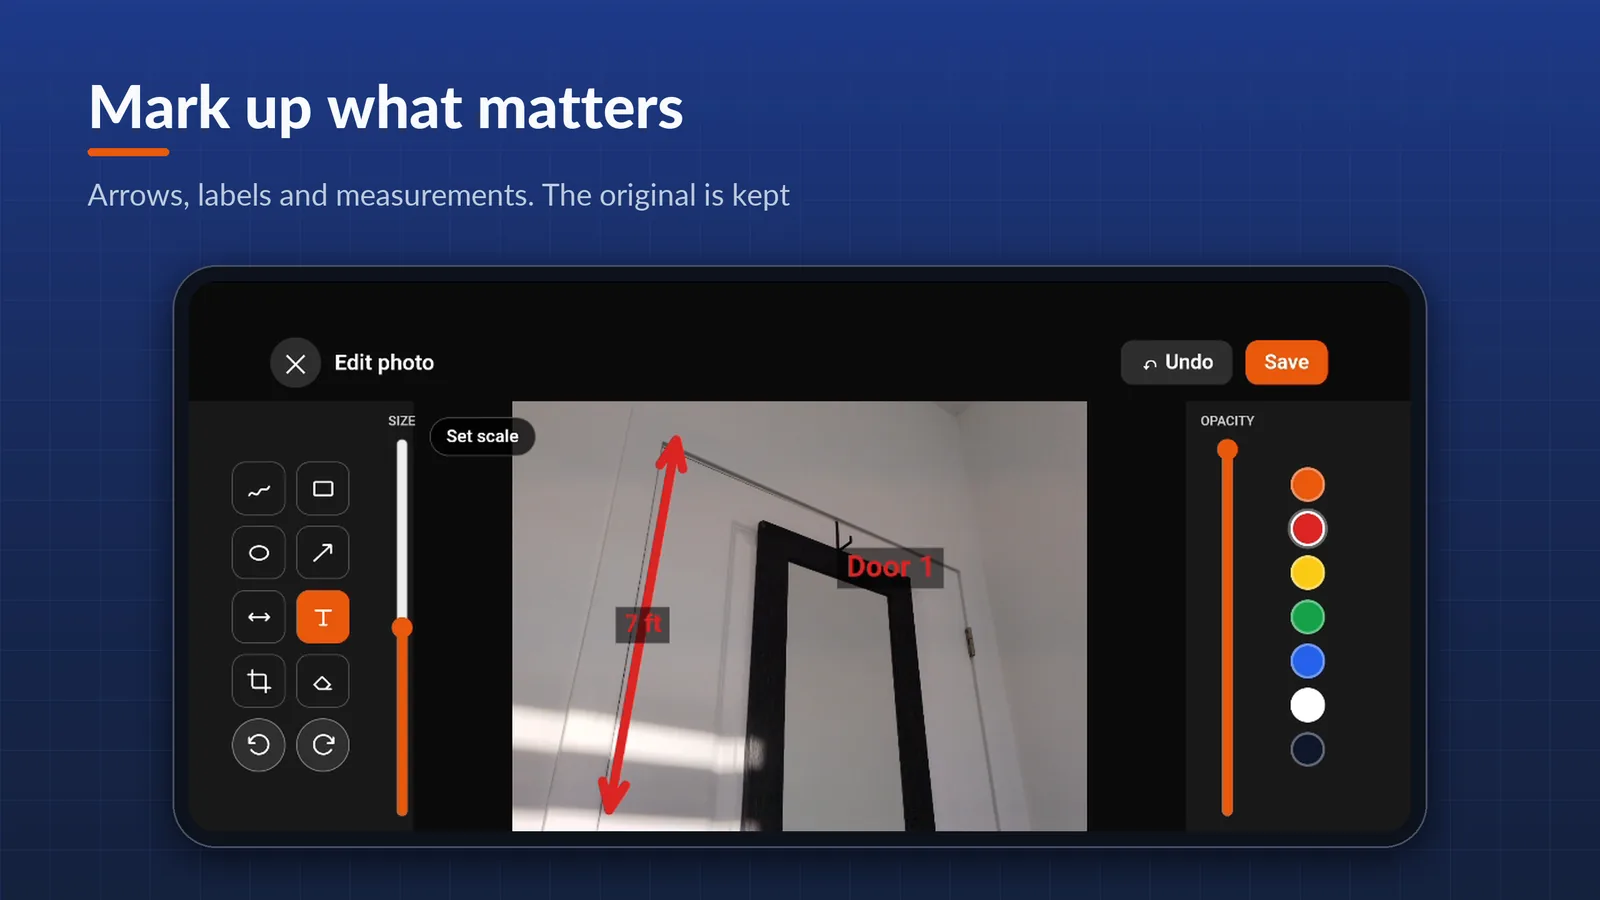 Mark up what matters
Arrows, labels and measurements. The original is kept
Edit photo
Undo
Save
SIZE
Set scale
OPACITY
T
Door 1
7 ft